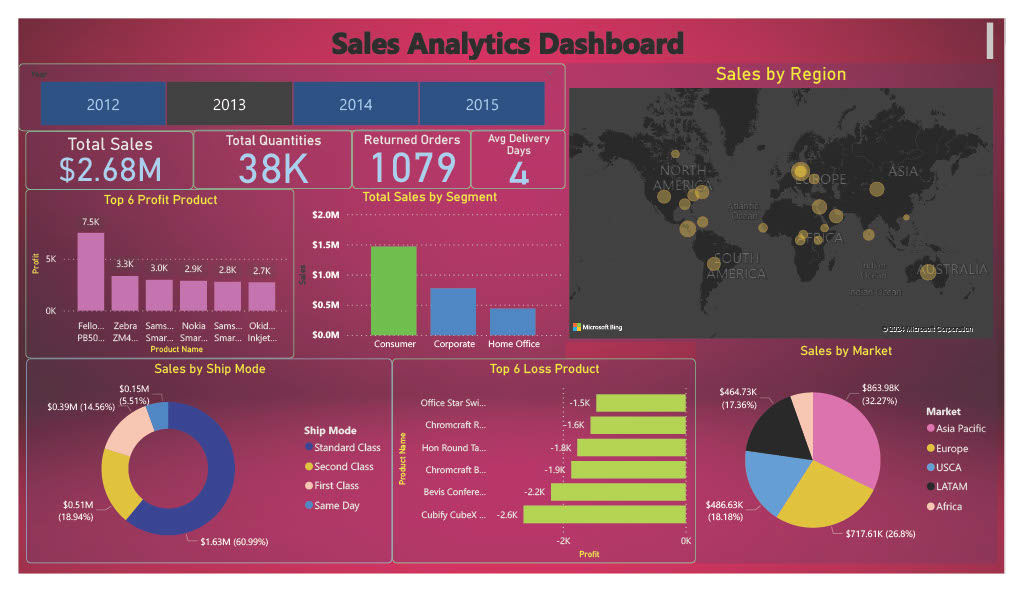 Sales Analytics Dashboard
Year
2012
2013
2014
2015
Total Sales
$2.68M
Total Quantities
38K
Returned Orders
1079
Avg Delivery
Days
4
Sales by Region
NORTH
AMERICA
EUROPE
ASIA
Atlantic
Ocean
AFRICA
SOUTH
AMERICA
Indian
Ocean
AUSTRALIA
Indian Ocean
Microsoft Bing
© 2024 Microsoft Corporation
Top 6 Profit Product
Profit
5K
0K
7.5K
3.3K
3.0K
2.9K
2.8K
2.7K
Fello...
PB50...
Zebra
ZM4...
Sams...
Smar...
Nokia
Smar...
Sams...
Smar...
Okid...
Inkjet...
Product Name
Total Sales by Segment
Sales
$2.0M
$1.5M
$1.0M
$0.5M
$0.0M
Consumer
Corporate
Home Office
Sales by Ship Mode
$0.15M
(5.51%)
$0.39M (14.56%)
$0.51M
(18.94%)
$1.63M (60.99%)
Ship Mode
Standard Class
Second Class
First Class
Same Day
Top 6 Loss Product
Product Name
Office Star Swi...
-1.5K
Chromcraft R...
-1.6K
Hon Round Ta...
-1.8K
Chromcraft B...
-1.9K
Bevis Confere...
-2.2K
Cubify CubeX ...
-2.6K
-2K
0K
Profit
Sales by Market
$464.73K
(17.36%)
$863.98K
(32.27%)
$486.63K
(18.18%)
$717.61K (26.8%)
Market
Asia Pacific
Europe
USCA
LATAM
Africa